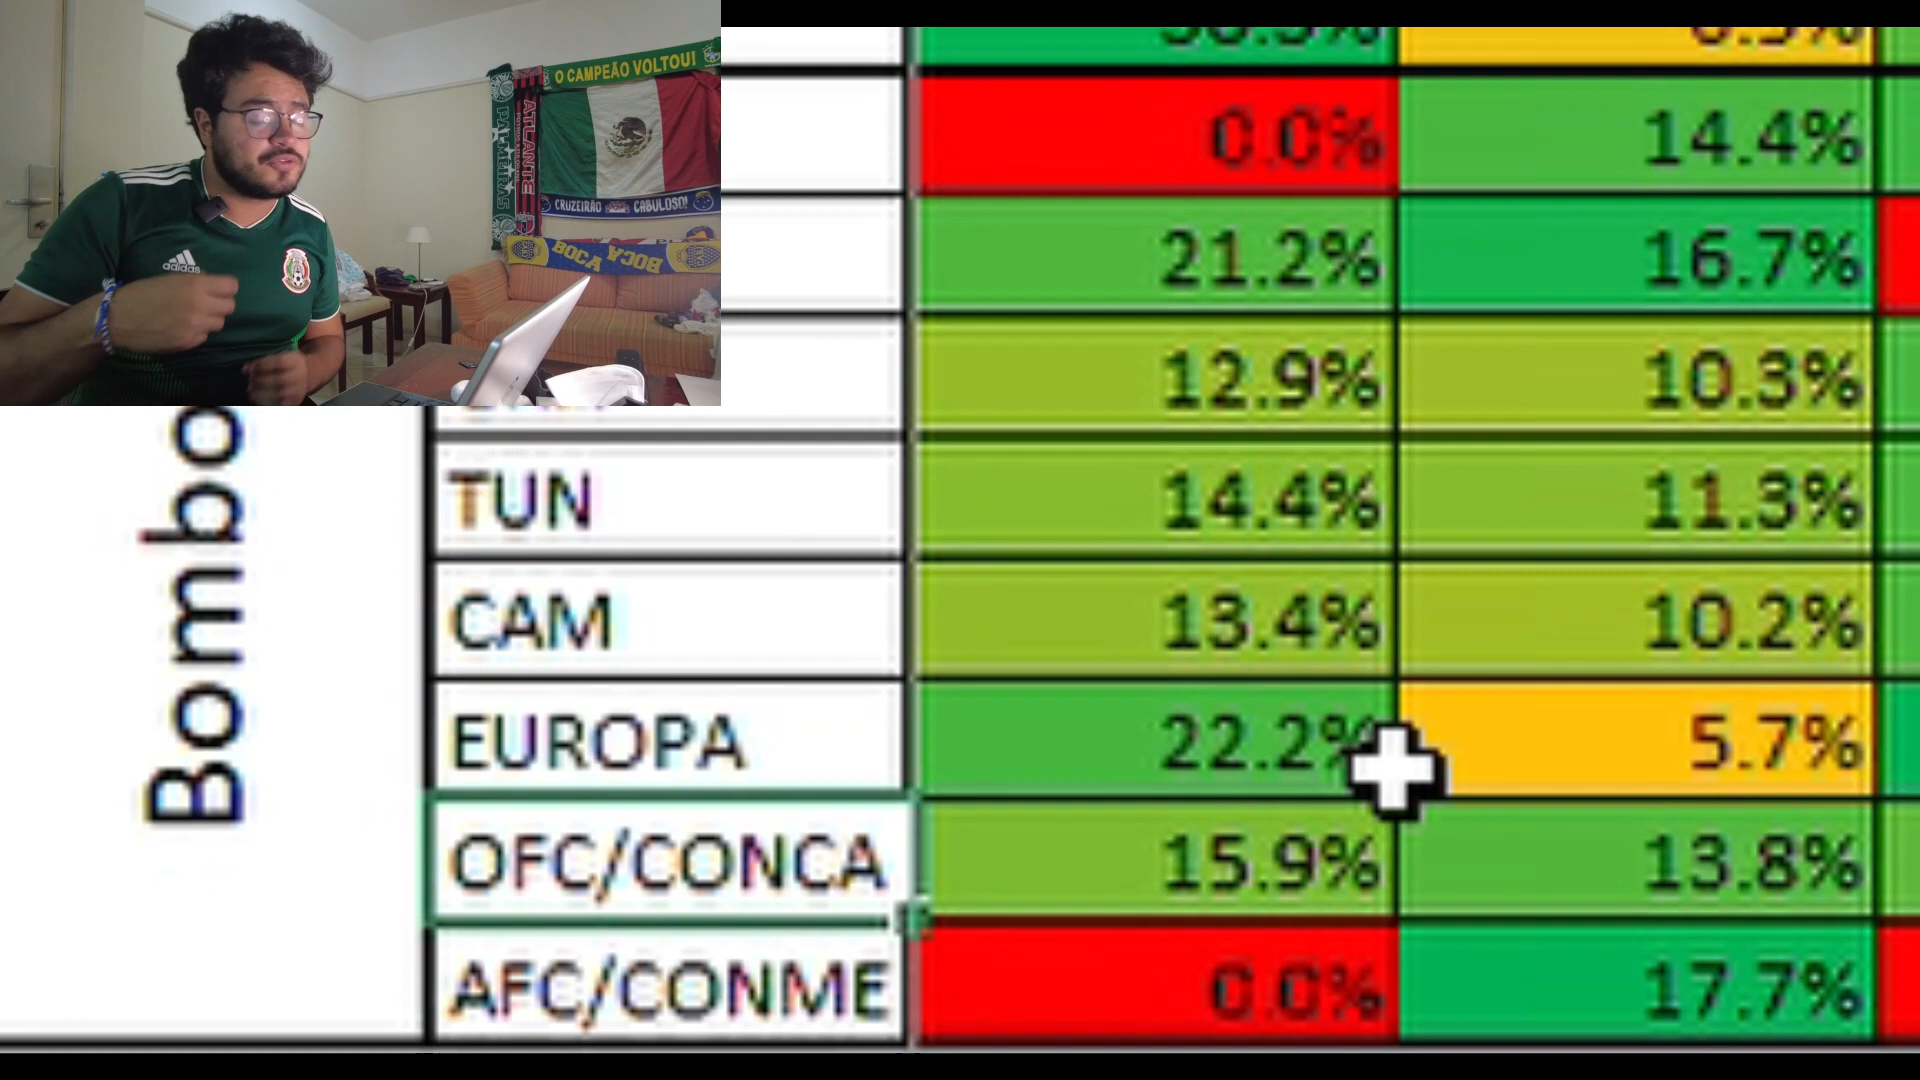 O CAMPEÃO VOLTOU!
PALMEIRAS
ATLANTE
CRUZEIRÃO CABULOSO!
BOCA BOCA
adidas
0.0% 14.4%
21.2% 16.7%
12.9% 10.3%
TUN 14.4% 11.3%
CAM 13.4% 10.2%
EUROPA 22.2% 5.7%
OFC/CONCA 15.9% 13.8%
AFC/CONME 0.0% 17.7%
Bombo